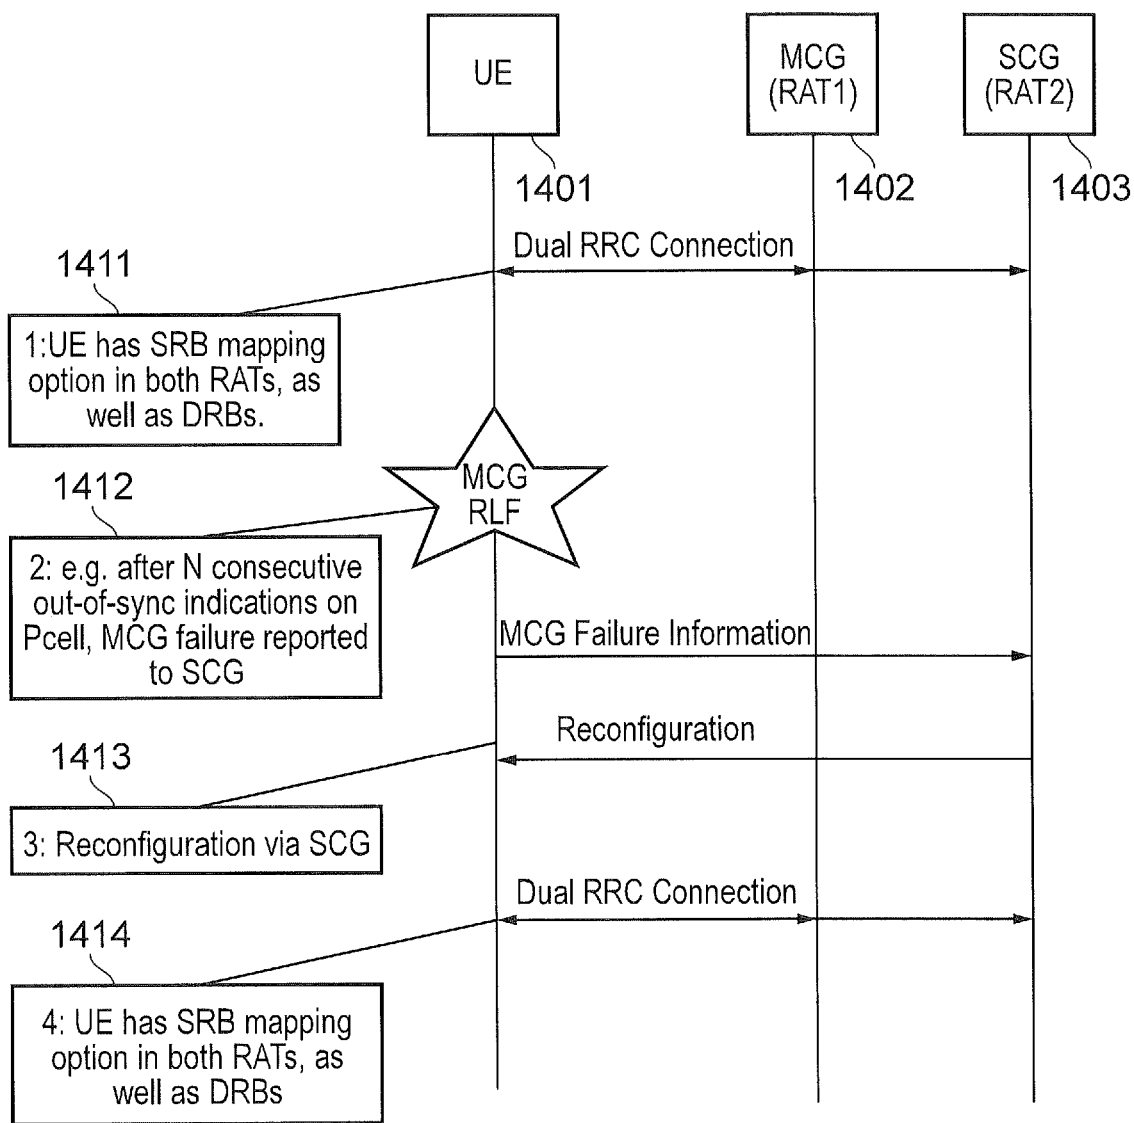 UE
MCG
(RAT1)
SCG
(RAT2)
1401
1402
1403
Dual RRC Connection
1411
1:UE has SRB mapping
option in both RATs, as
well as DRBs.
MCG
RLF
1412
2: e.g. after N consecutive
out-of-sync indications on
Pcell, MCG failure reported
to SCG
MCG Failure Information
Reconfiguration
1413
3: Reconfiguration via SCG
Dual RRC Connection
1414
4: UE has SRB mapping
option in both RATs, as
well as DRBs